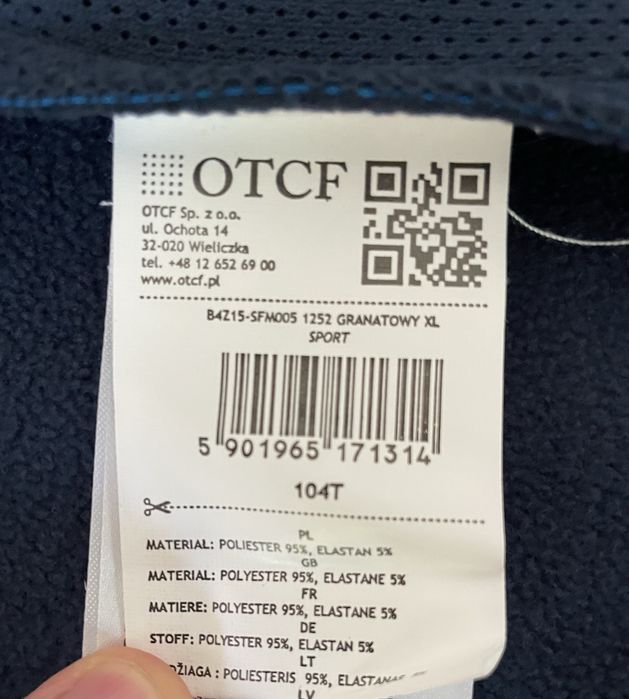 OTCF
OTCF Sp. z o.o.
ul. Ochota 14
32-020 Wieliczka
tel. +48 12 652 69 00
www.otcf.pl
B4Z15-SFM005 1252 GRANATOWY XL
SPORT
5 901965 171314
104T
PL
MATERIAL: POLIESTER 95%, ELASTAN 5%
GB
MATERIAL: POLYESTER 95%, ELASTANE 5%
FR
MATIERE: POLYESTER 95%, ELASTANE 5%
DE
STOFF: POLYESTER 95%, ELASTAN 5%
LT
POLIESTERIS 95%,
LV